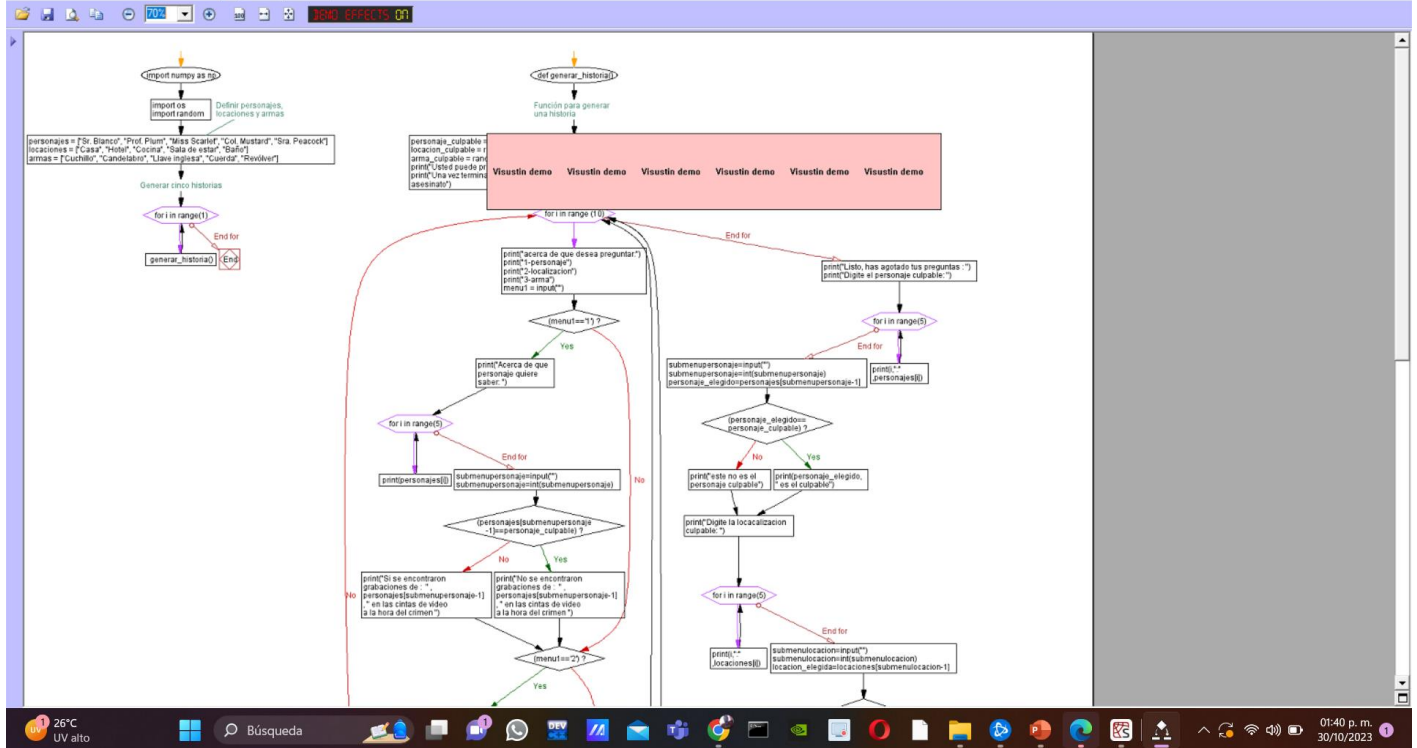 70%
DEMO EFFECTS ON
import numpy as np
import os
import random
Definir personajes,
locaciones y armas
personajes = ["Sr. Blanco", "Prof. Plum", "Miss Scarlet", "Col. Mustard", "Sra. Peacock"]
locaciones = ["Casa", "Hotel", "Cocina", "Sala de estar", "Baño"]
armas = ["Cuchillo", "Candelabro", "Llave inglesa", "Cuerda", "Revólver"]
Generar cinco historias
for i in range(1)
End for
generar_historia()
End
def generar_historia()
Función para generar
una historia
personaje_culpable =
locacion_culpable = r
arma_culpable = rand
print("Usted puede pr
print("Una vez termina
asesinato")
Visustin demo Visustin demo Visustin demo Visustin demo Visustin demo Visustin demo
for i in range (10)
End for
print("acerca de que desea preguntar:")
print("1-personaje")
print("2-localizacion")
print("3-arma")
menu1 = input("")
(menu1=="1") ?
Yes
No
print("Acerca de que
personaje quiere
saber: ")
for i in range(5)
End for
print(personajes[i])
submenupersonaje=input("")
submenupersonaje=int(submenupersonaje)
(personajes[submenupersonaje
-1]==personaje_culpable) ?
No
Yes
print("Si se encontraron
grabaciones de : " ,
personajes[submenupersonaje-1]
, " en las cintas de video
a la hora del crimen ")
print("No se encontraron
grabaciones de : " ,
personajes[submenupersonaje-1]
, " en las cintas de video
a la hora del crimen ")
No
(menu1=="2") ?
Yes
print("Listo, has agotado tus preguntas : ")
print("Digite el personaje culpable: ")
for i in range(5)
End for
print(i,":"
,personajes[i])
submenupersonaje=input("")
submenupersonaje=int(submenupersonaje)
personaje_elegido=personajes[submenupersonaje-1]
(personaje_elegido==
personaje_culpable) ?
No
Yes
print("este no es el
personaje culpable")
print(personaje_elegido,
" es el culpable")
print("Digite la locacalizacion
culpable: ")
for i in range(5)
End for
print(i,":"
,locaciones[i])
submenulocacion=input("")
submenulocacion=int(submenulocacion)
locacion_elegida=locaciones[submenulocacion-1]
26°C
UV alto
Búsqueda
01:40 p. m.
30/10/2023